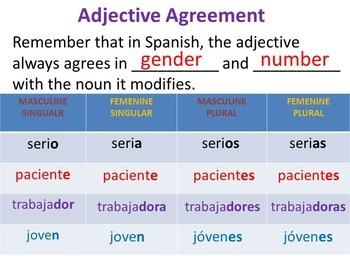 Adjective Agreement
Remember that in Spanish, the adjective
always agrees in gender and number
with the noun it modifies.
MASCULINE SINGUALR FEMENINE SINGULAR MASCULINE PLURAL FEMENINE PLURAL
serio seria serios serias
paciente paciente pacientes pacientes
trabajador trabajadora trabajadores trabajadoras
joven joven jóvenes jóvenes